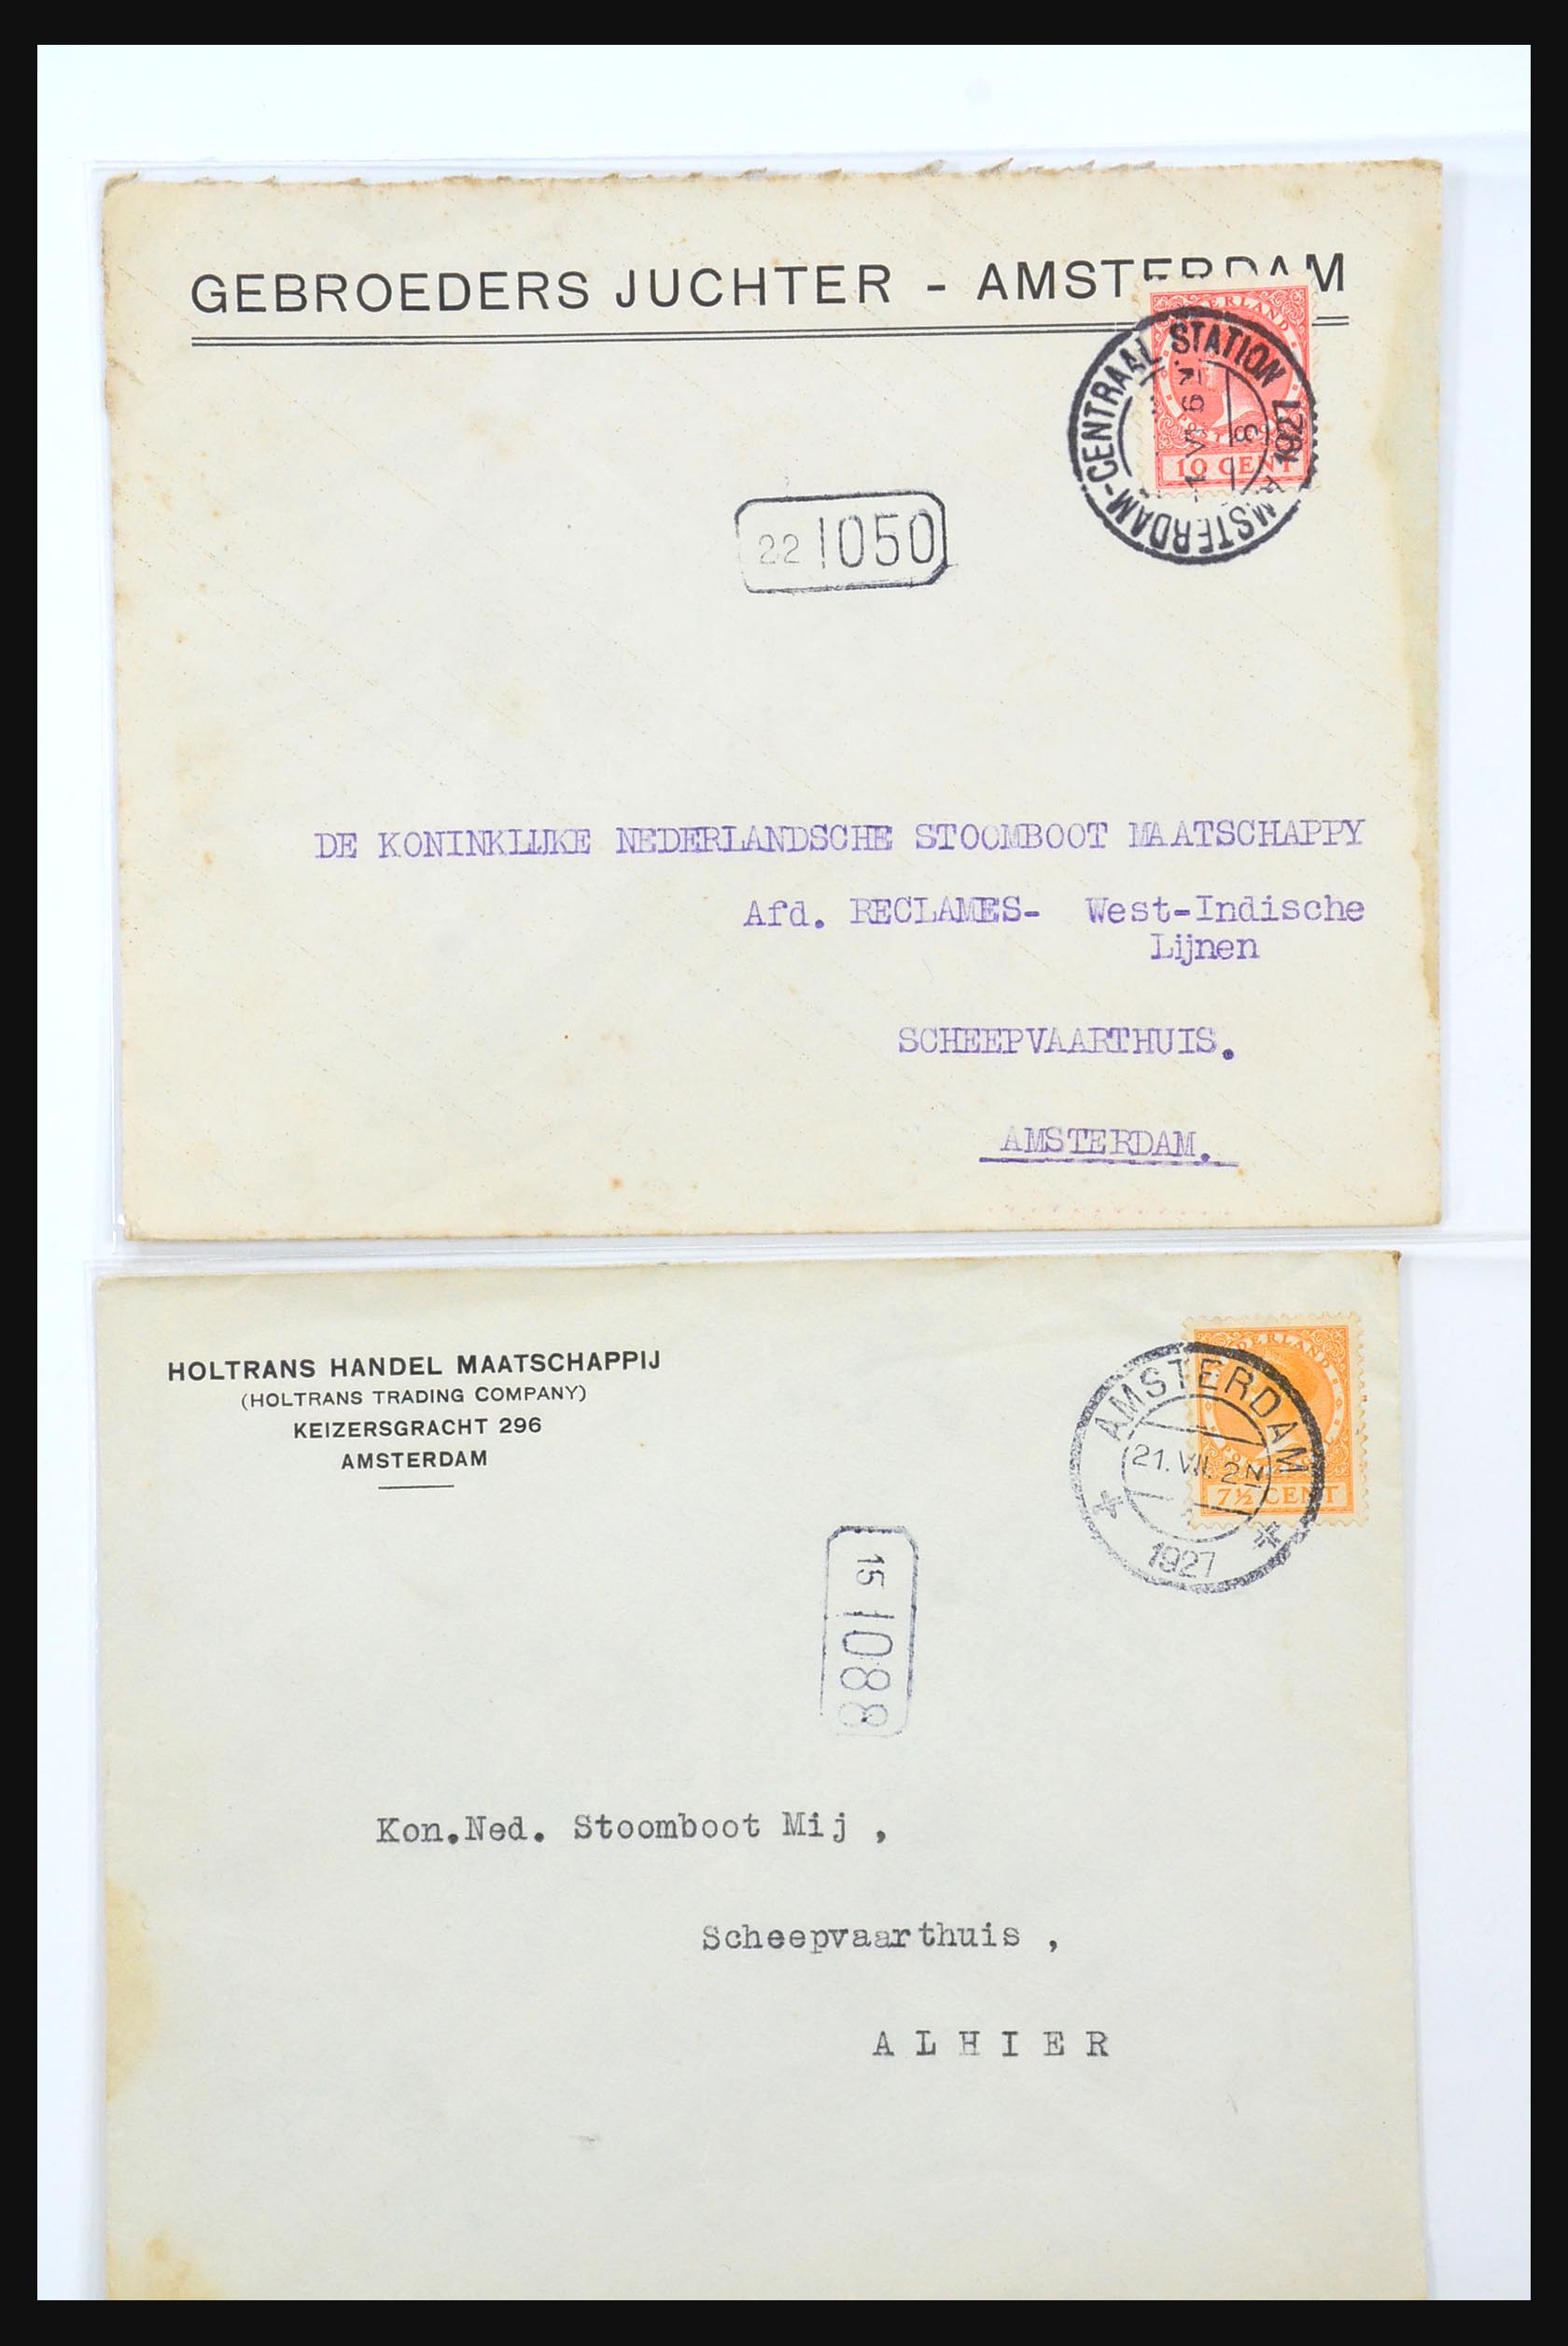 GEBROEDERS JUCHTER - AMSTERDAM
NEDERLAND
10 CENT
AMSTERDAM-CENTRAAL STATION
1927
22 1050
DE KONINKLIJKE NEDERLANDSCHE STOOMBOOT MAATSCHAPPY
Afd. RECLAMES- West-Indische
Lijnen
SCHEEPVAARTHUIS.
AMSTERDAM.
HOLTRANS HANDEL MAATSCHAPPIJ
(HOLTRANS TRADING COMPANY)
KEIZERSGRACHT 296
AMSTERDAM
NEDERLAND
7½ CENT
AMSTERDAM
21.VII.2N
1927
15 1088
Kon.Ned. Stoomboot Mij ,
Scheepvaarthuis ,
ALHIER